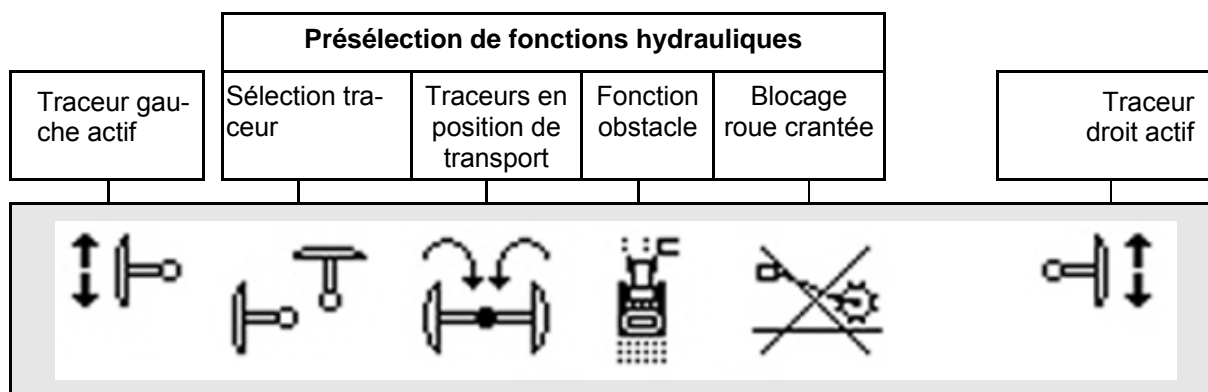 Présélection de fonctions hydrauliques
Traceur gau-
che actif
Sélection tra-
ceur
Traceurs en
position de
transport
Fonction
obstacle
Blocage
roue crantée
Traceur
droit actif